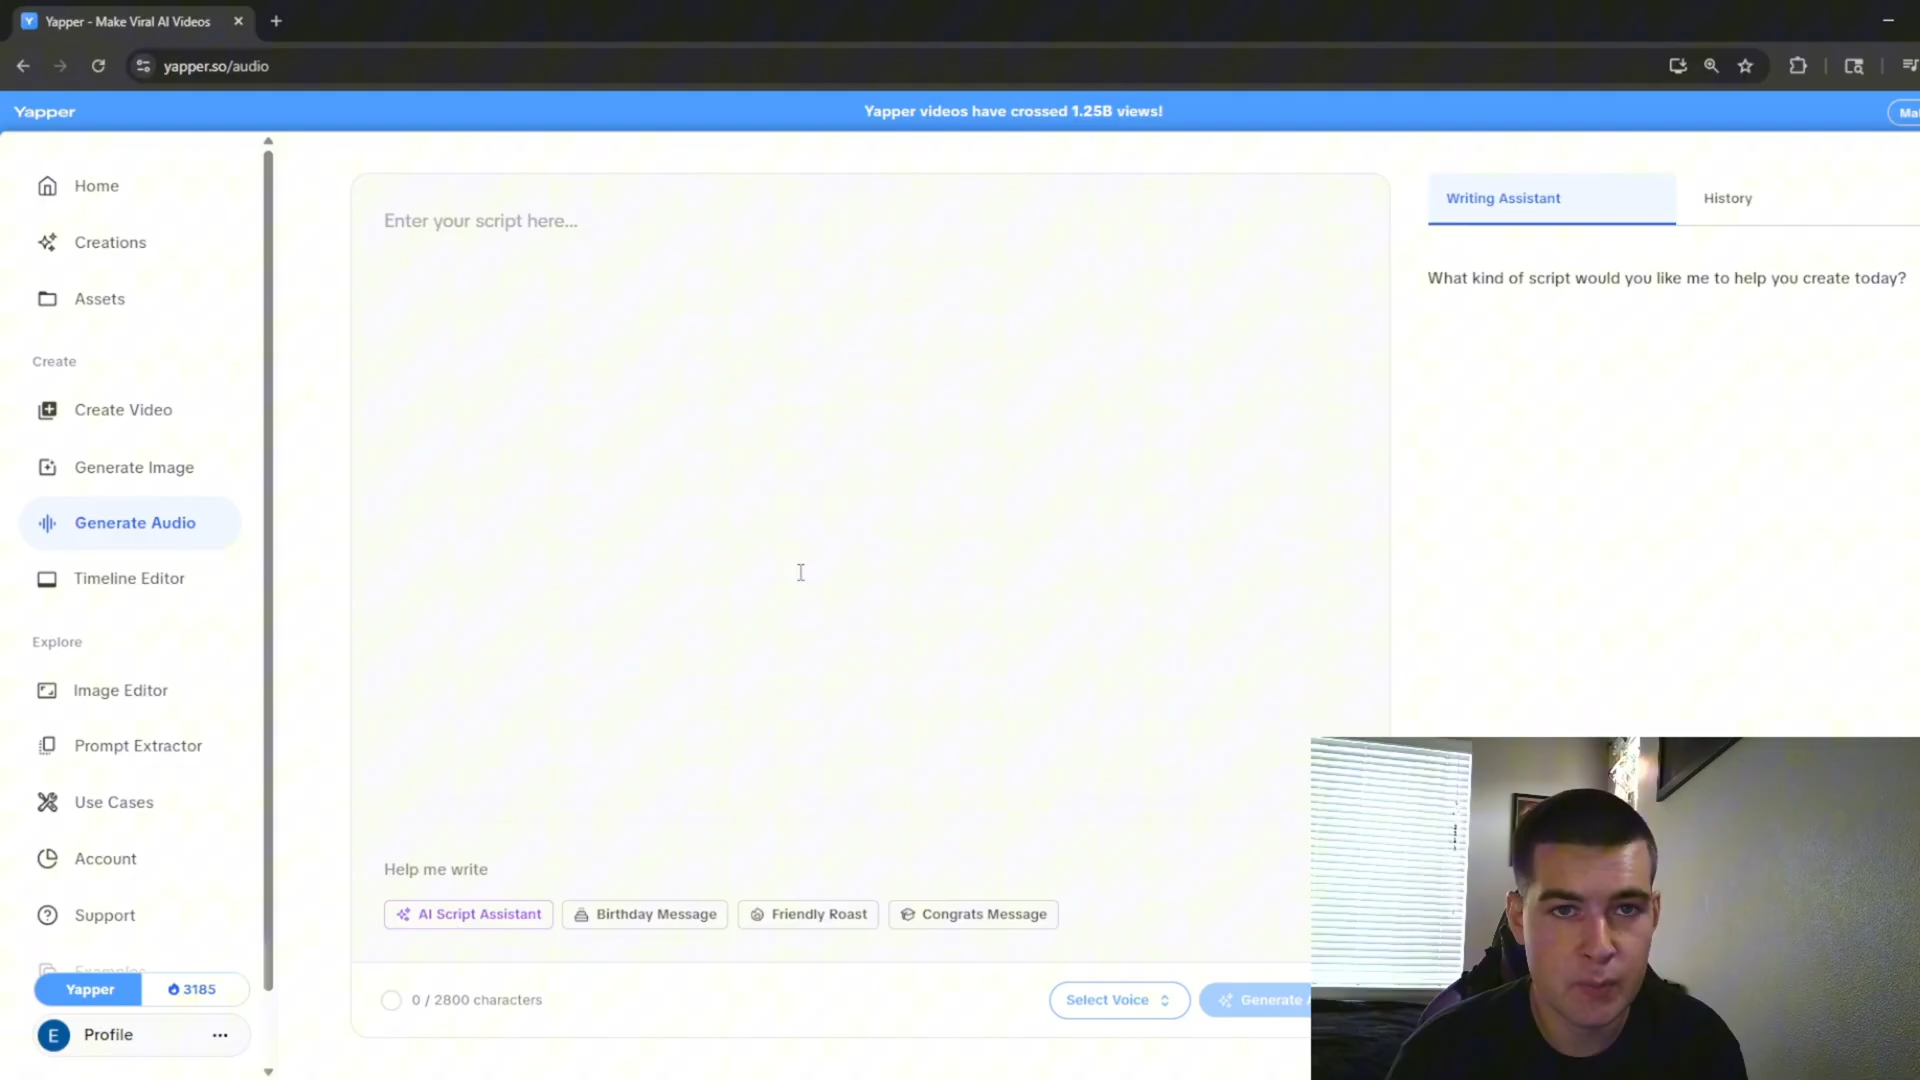 Yapper - Make Viral AI Videos
yapper.so/audio
Yapper
Yapper videos have crossed 1.25B views!
Home
Creations
Assets
Create
Create Video
Generate Image
Generate Audio
Timeline Editor
Explore
Image Editor
Prompt Extractor
Use Cases
Account
Support
Examples
Yapper 3185
E Profile
Enter your script here...
Help me write
AI Script Assistant Birthday Message Friendly Roast Congrats Message
0 / 2800 characters
Select Voice Generate
Writing Assistant History
What kind of script would you like me to help you create today?